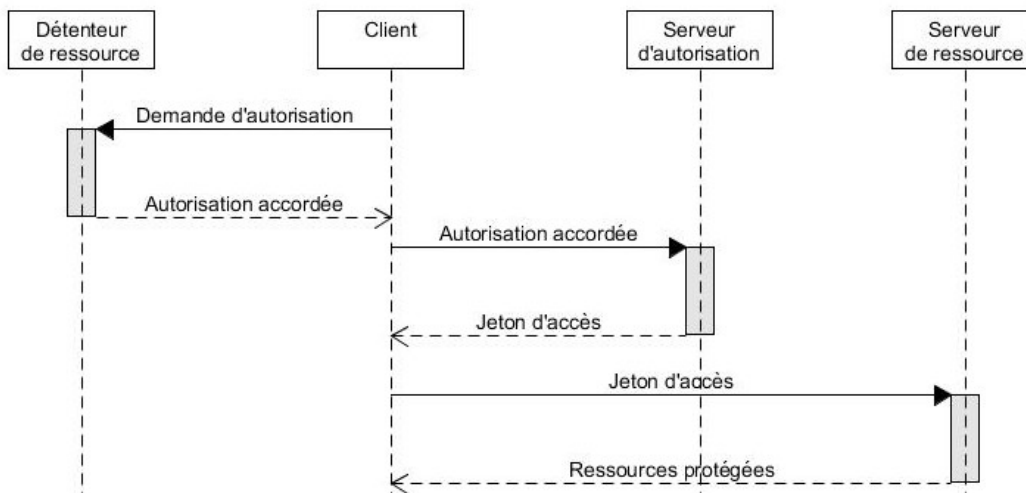 Détenteur
de ressource
Client
Serveur
d'autorisation
Serveur
de ressource
Demande d'autorisation
Autorisation accordée
Autorisation accordée
Jeton d'accès
Jeton d'accès
Ressources protégées